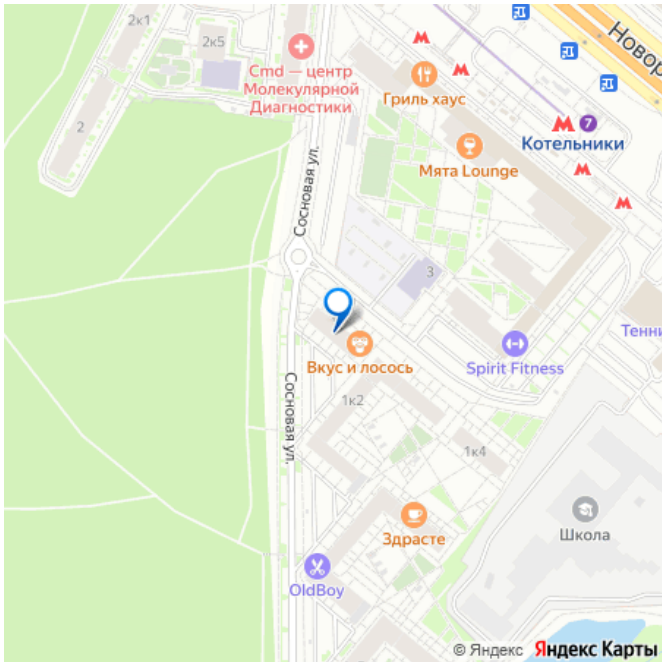 2к1
2к5
2
Cmd — центр
Молекулярной
Диагностики
Гриль хаус
Новор
7
Котельники
Мята Lounge
Сосновая ул.
3
Вкус и лосось
Spirit Fitness
Тенни
Сосновая ул.
1к2
1к4
Здрасте
Школа
OldBoy
© Яндекс Яндекс Карты